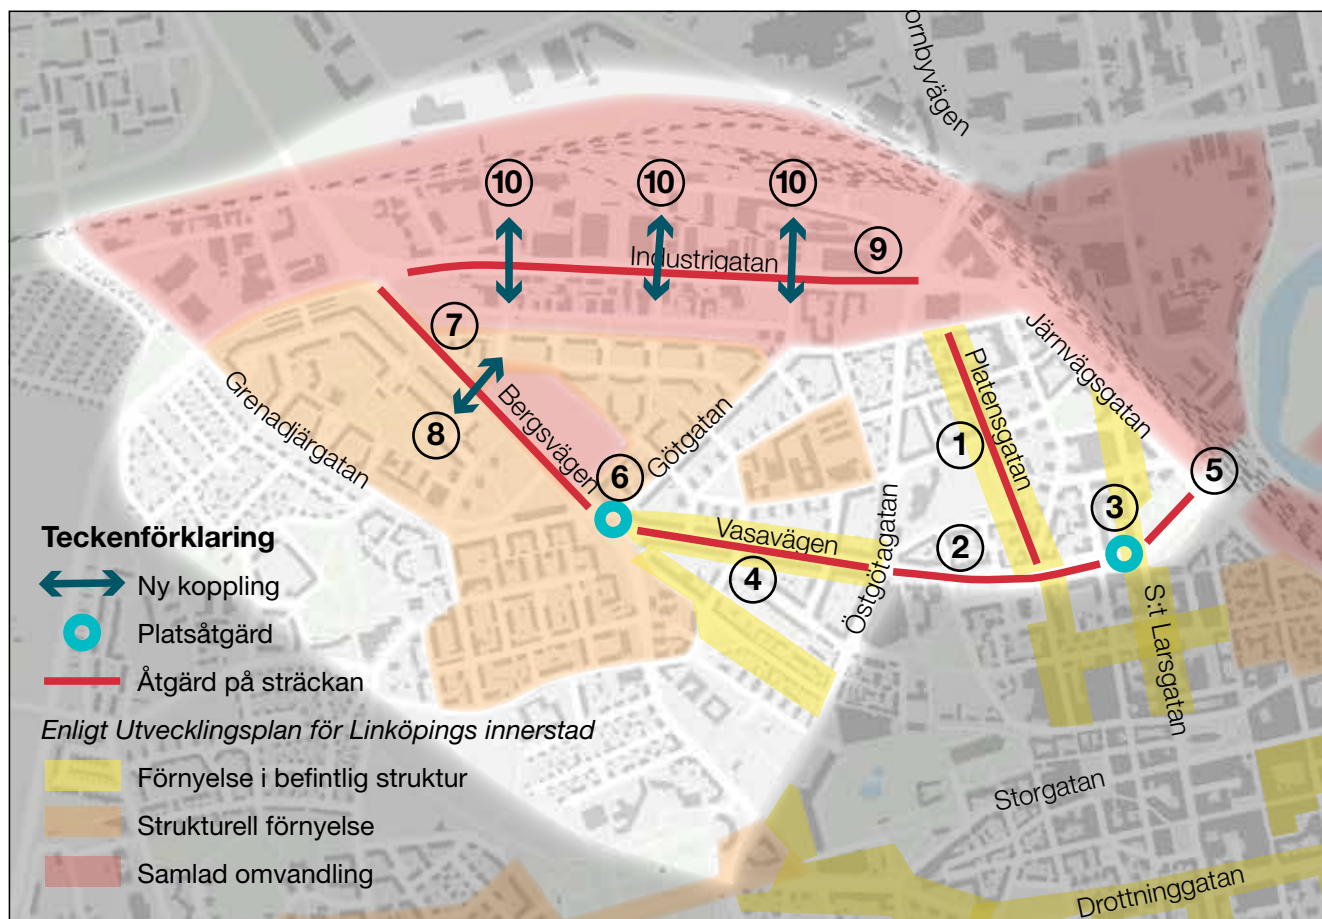 ornbyvägen
10
10
10
9
Industrigatan
7
Järnvägsgatan
Platensgatan
Grenadjärgatan
Bergsvägen
8
Götgatan
1
6
5
3
Vasavägen
2
4
Östgötagatan
S:t Larsgatan
Storgatan
Drottninggatan
Teckenförklaring
Ny koppling
Platsåtgärd
Åtgärd på sträckan
Enligt Utvecklingsplan för Linköpings innerstad
Förnyelse i befintlig struktur
Strukturell förnyelse
Samlad omvandling